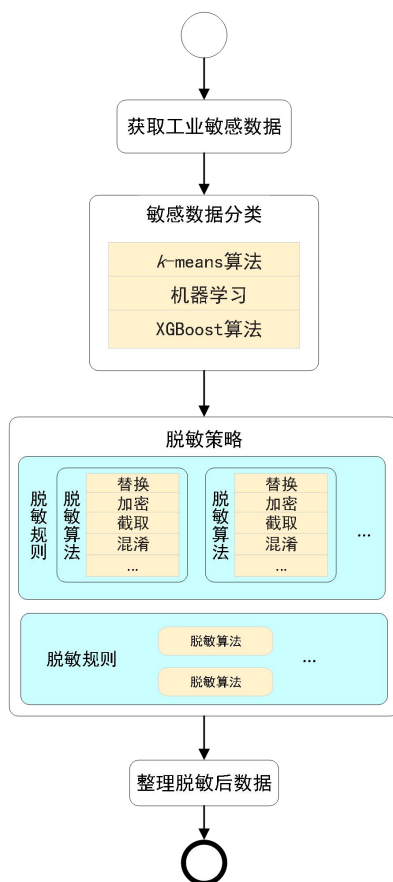 获取工业敏感数据
敏感数据分类
k-means算法
机器学习
XGBoost算法
脱敏策略
脱敏规则
脱敏算法
替换
加密
截取
混淆
…
脱敏算法
替换
加密
截取
混淆
…
…
脱敏规则
脱敏算法
脱敏算法
…
整理脱敏后数据